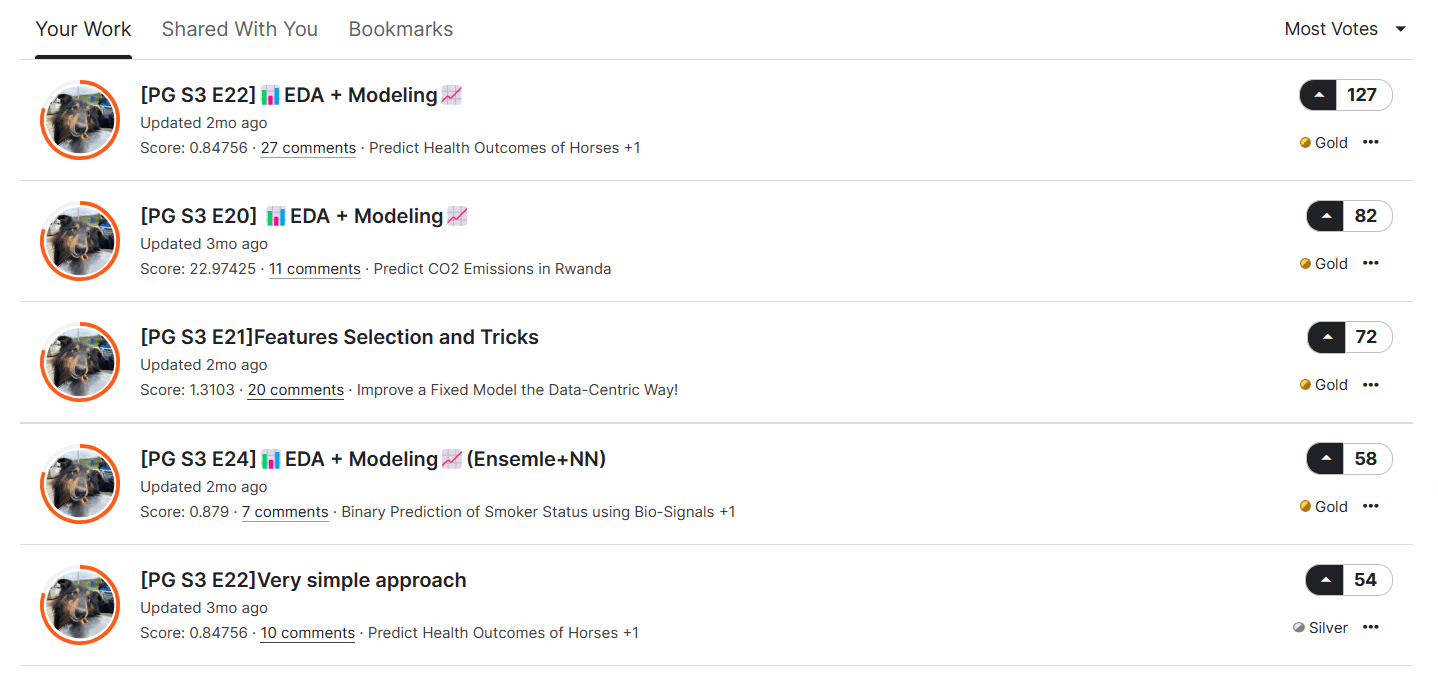 Your Work Shared With You Bookmarks Most Votes
[PG S3 E22] 📊EDA + Modeling📈 127
Updated 2mo ago
Score: 0.84756 · 27 comments · Predict Health Outcomes of Horses +1 Gold •••
[PG S3 E20] 📊EDA + Modeling📈 82
Updated 3mo ago
Score: 22.97425 · 11 comments · Predict CO2 Emissions in Rwanda Gold •••
[PG S3 E21]Features Selection and Tricks 72
Updated 2mo ago
Score: 1.3103 · 20 comments · Improve a Fixed Model the Data-Centric Way! Gold •••
[PG S3 E24] 📊EDA + Modeling📈(Ensemle+NN) 58
Updated 2mo ago
Score: 0.879 · 7 comments · Binary Prediction of Smoker Status using Bio-Signals +1 Gold •••
[PG S3 E22]Very simple approach 54
Updated 3mo ago
Score: 0.84756 · 10 comments · Predict Health Outcomes of Horses +1 Silver •••